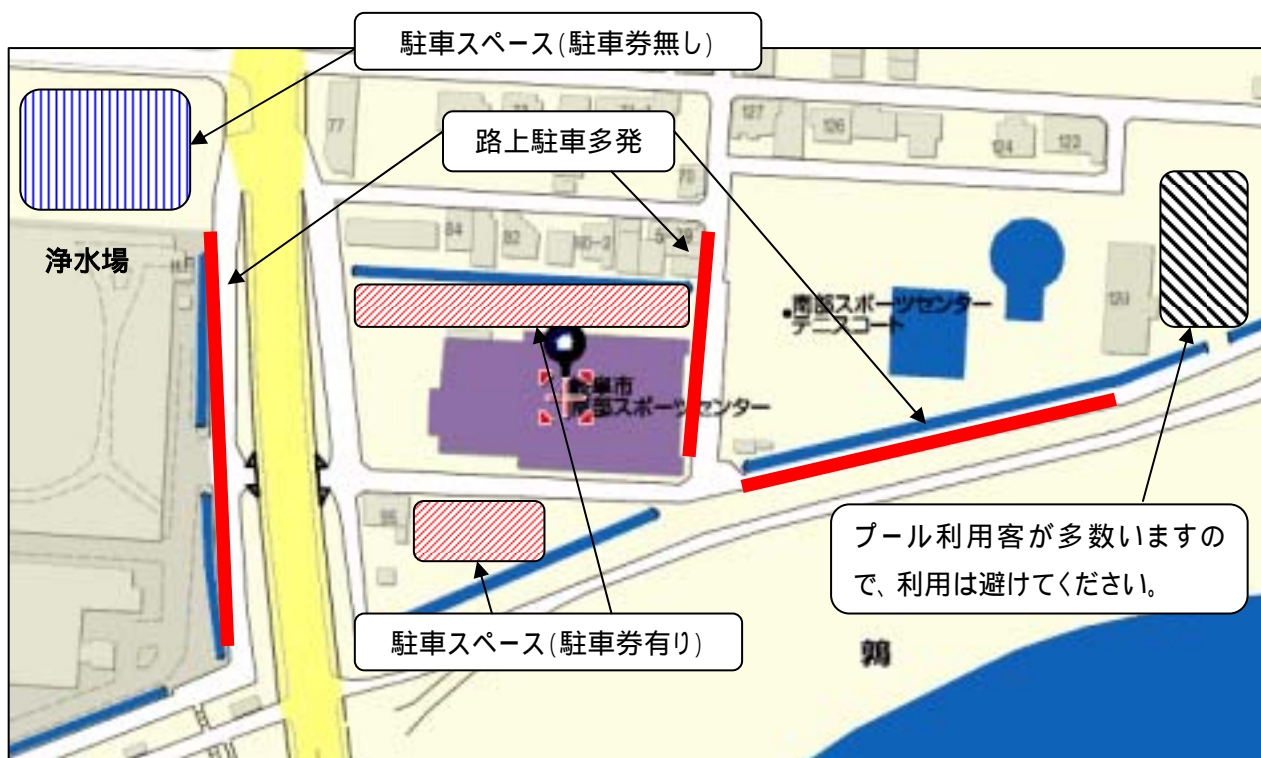 駐車スペース(駐車券無し)
路上駐車多発
77
127
126
124
123
70
浄水場
84
82
80-2
南部スポーツセンター
テニスコート
岐阜市
南部スポーツセンター
プール利用客が多数いますの
で、利用は避けてください。
駐車スペース(駐車券有り)
鶉